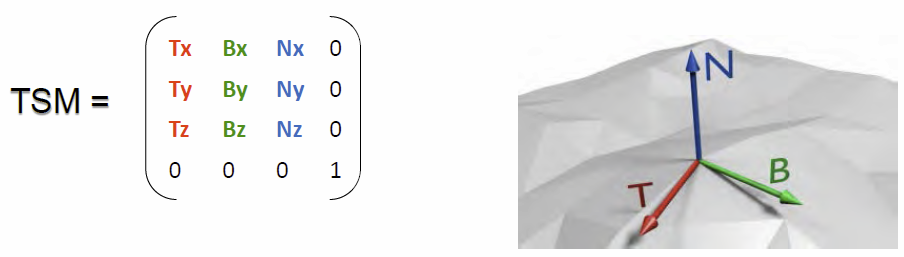 TSM =
Tx Bx Nx 0
Ty By Ny 0
Tz Bz Nz 0
0 0 0 1
N
B
T